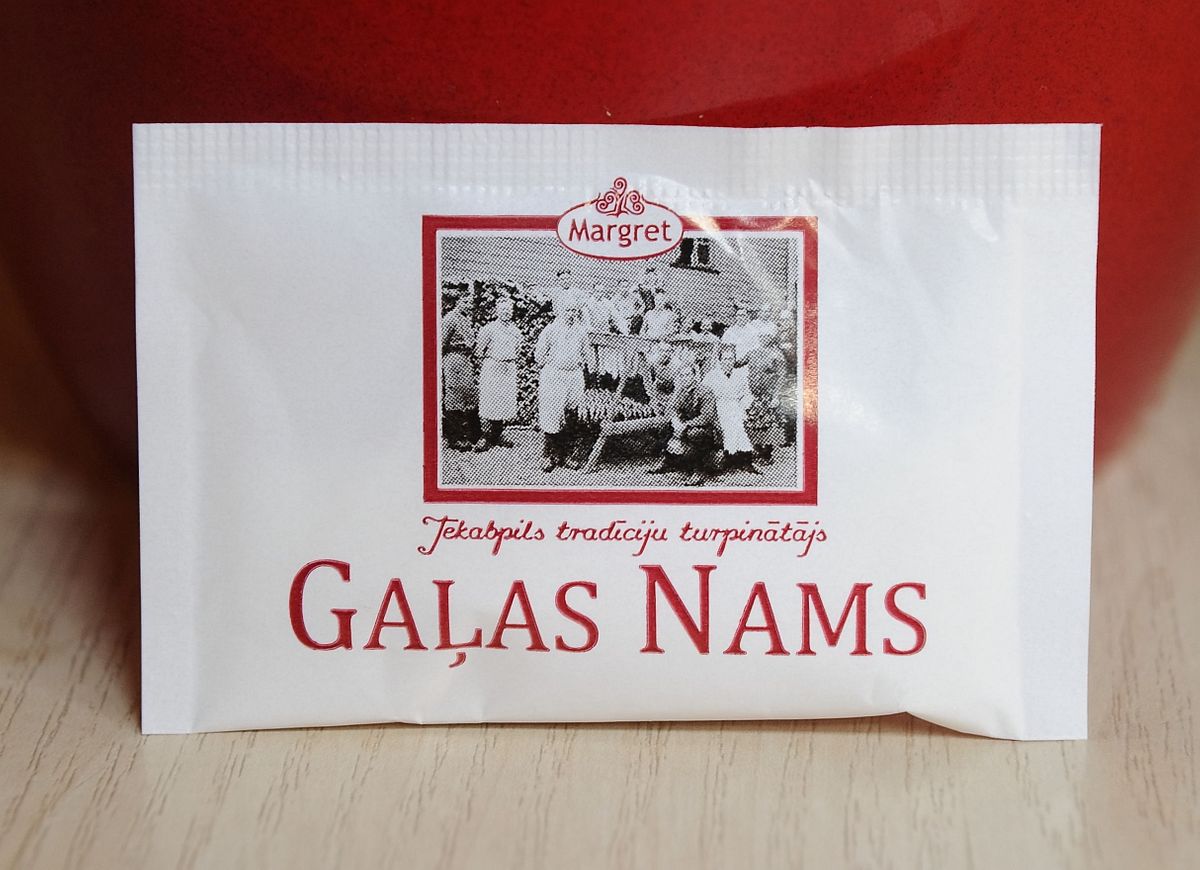 Margret
Jēkabpils tradīciju turpinātājs
GAĻAS NAMS